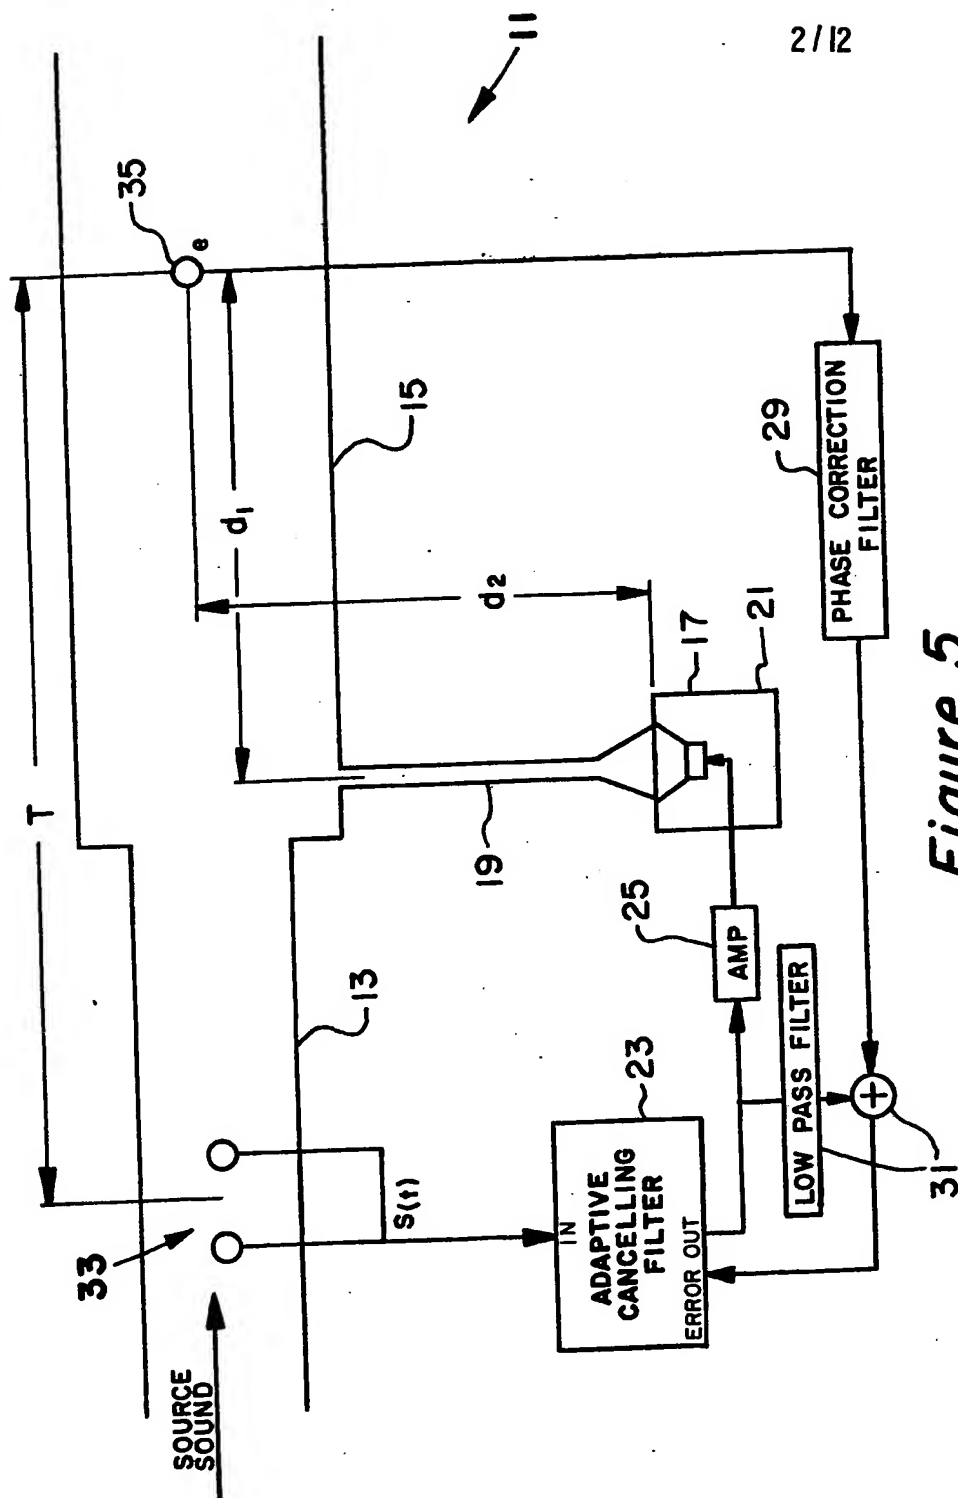 2/12
11
T
35
e
d1
15
d2
SOURCE
SOUND
33
13
S(t)
19
17
21
29
PHASE CORRECTION
FILTER
25
AMP
23
IN
ADAPTIVE
CANCELLING
FILTER
ERROR OUT
LOW PASS FILTER
+
31
Figure 5